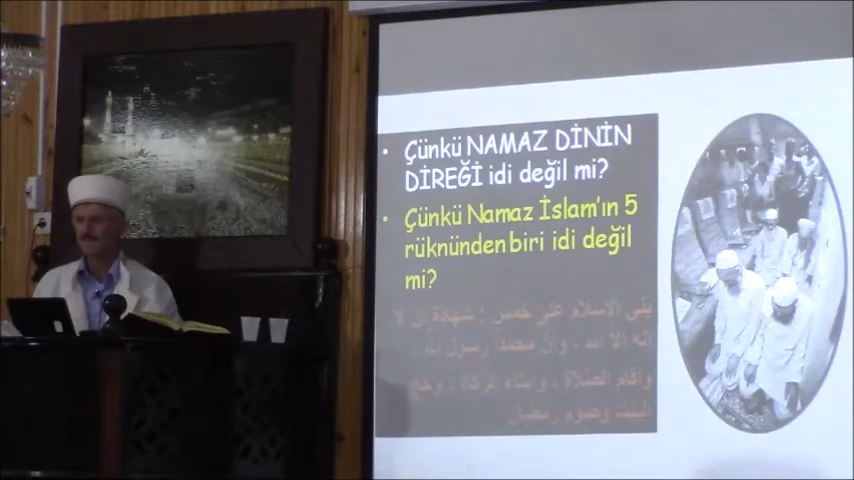 • Çünkü NAMAZ DİNİN
DİREĞİ idi değil mi?
• Çünkü Namaz İslam'ın 5
rüknünden biri idi değil
mi?
بنى الاسلام على خمس : شهادة ان لا
اله الا الله ، وان محمدا رسول الله ،
واقام الصلاة ، وايتاء الزكاة ، وحج
البيت وصوم رمضان